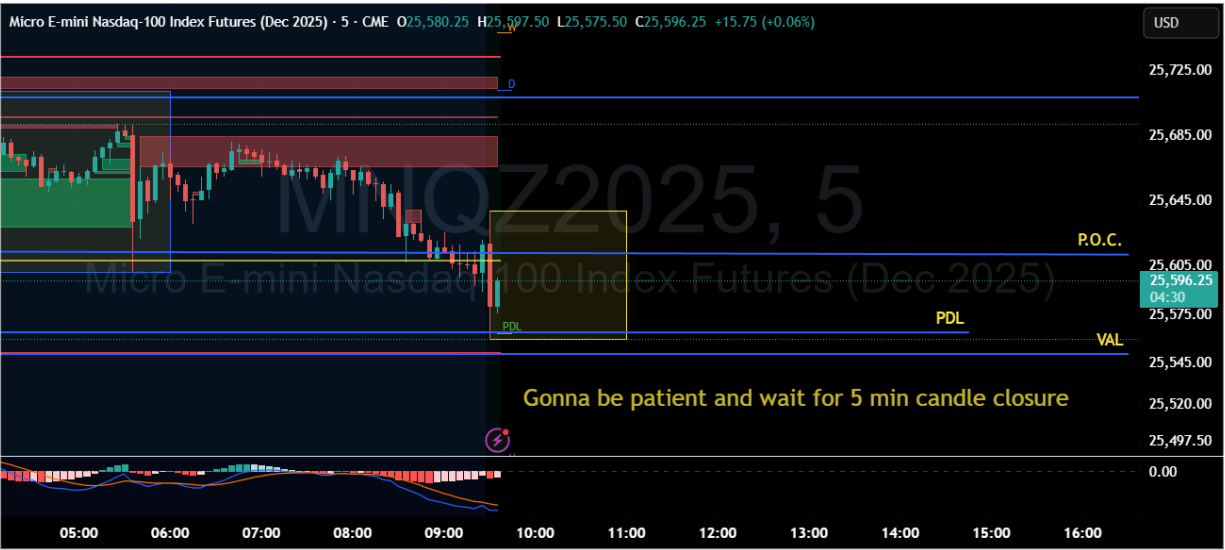 Micro E-mini Nasdaq-100 Index Futures (Dec 2025) · 5 · CME O25,580.25 H25,597.50 L25,575.50 C25,596.25 +15.75 (+0.06%)
USD
W
25,725.00
D
25,685.00
MNQZ2025, 5
25,645.00
P.O.C.
25,605.00
Micro E-mini Nasdaq-100 Index Futures (Dec 2025)
25,596.25
04:30
25,575.00
PDL
PDL
VAL
25,545.00
Gonna be patient and wait for 5 min candle closure
25,520.00
25,497.50
0.00
05:00 06:00 07:00 08:00 09:00 10:00 11:00 12:00 13:00 14:00 15:00 16:00